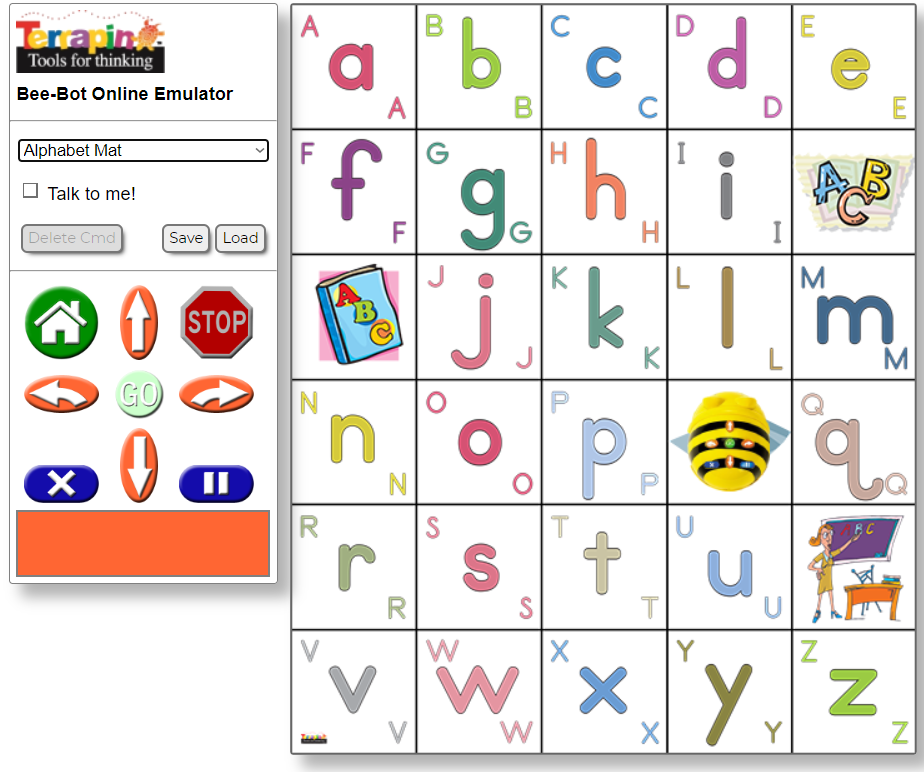 Terrapin
Tools for thinking
Bee-Bot Online Emulator
Alphabet Mat
Talk to me!
Delete Cmd
Save
Load
STOP
GO
A a A
B b B
C c C
D d D
E e E
F f F
G g G
H h H
I i I
A B C
A B C
J j J
K k K
L l L
M m M
N n N
O o O
P p P
Q q Q
R r R
S s S
T t T
U u U
A B C
V v V
Terrapin
W w W
X x X
Y y Y
Z z Z